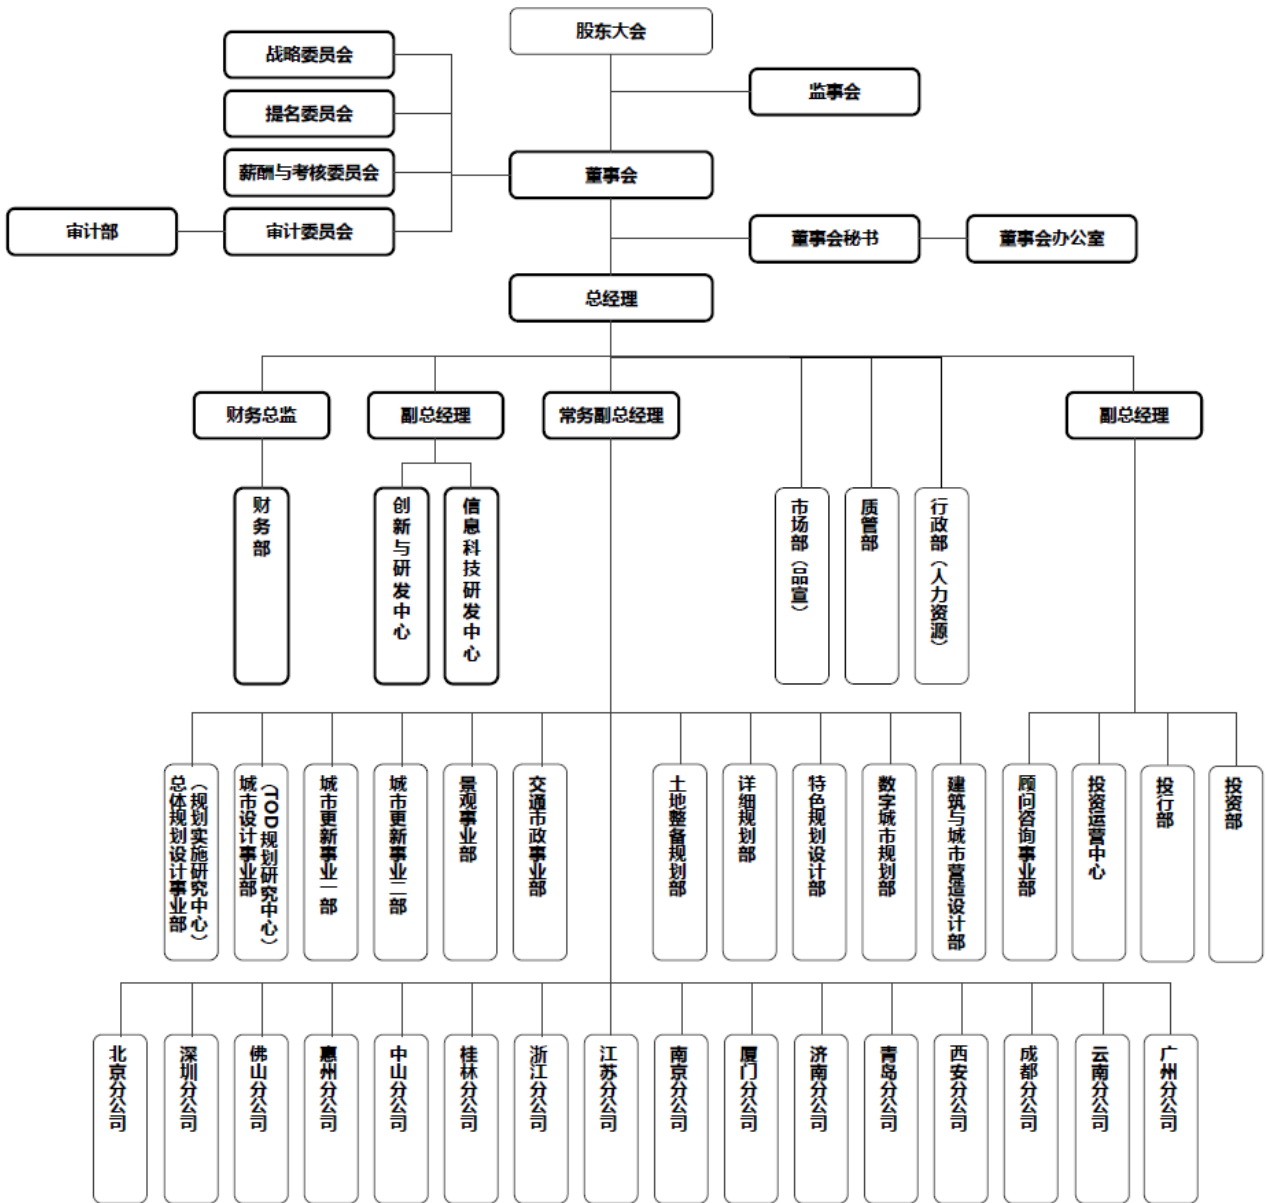 股东大会
战略委员会
监事会
提名委员会
薪酬与考核委员会
董事会
审计部
审计委员会
董事会秘书
董事会办公室
总经理
财务总监
副总经理
常务副总经理
副总经理
财务部
创新与研发中心
信息科技研发中心
市场部（品宣）
质管部
行政部（人力资源）
总体规划设计事业部
（规划实施研究中心）
城市设计事业部
（TOD规划研究中心）
城市更新事业一部
城市更新事业二部
景观事业部
交通市政事业部
土地整备规划部
详细规划部
特色规划设计部
数字城市规划部
建筑与城市营造设计部
顾问咨询事业部
投资运营中心
投行部
投资部
北京分公司
深圳分公司
佛山分公司
惠州分公司
中山分公司
桂林分公司
浙江分公司
江苏分公司
南京分公司
厦门分公司
济南分公司
青岛分公司
西安分公司
成都分公司
云南分公司
广州分公司